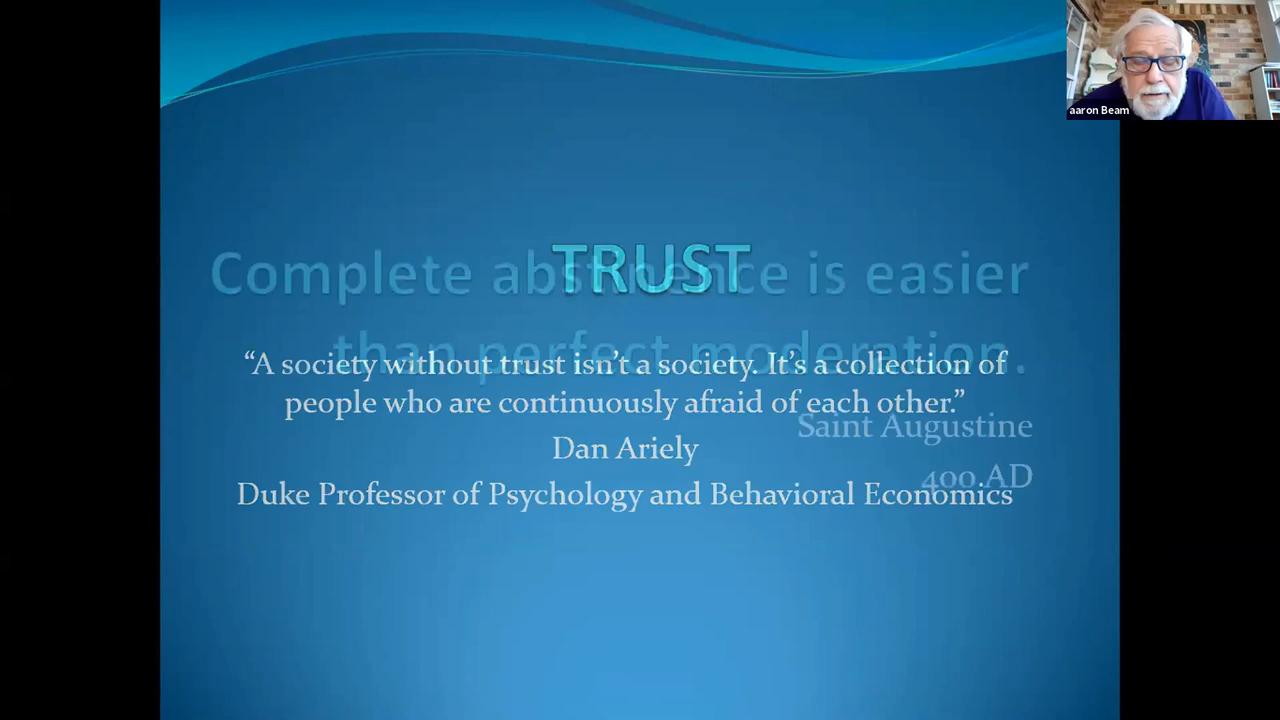 aaron Beam
TRUST
Complete abstinence is easier
than perfect moderation.
“A society without trust isn’t a society. It’s a collection of
people who are continuously afraid of each other.”
Saint Augustine
Dan Ariely
400 AD
Duke Professor of Psychology and Behavioral Economics